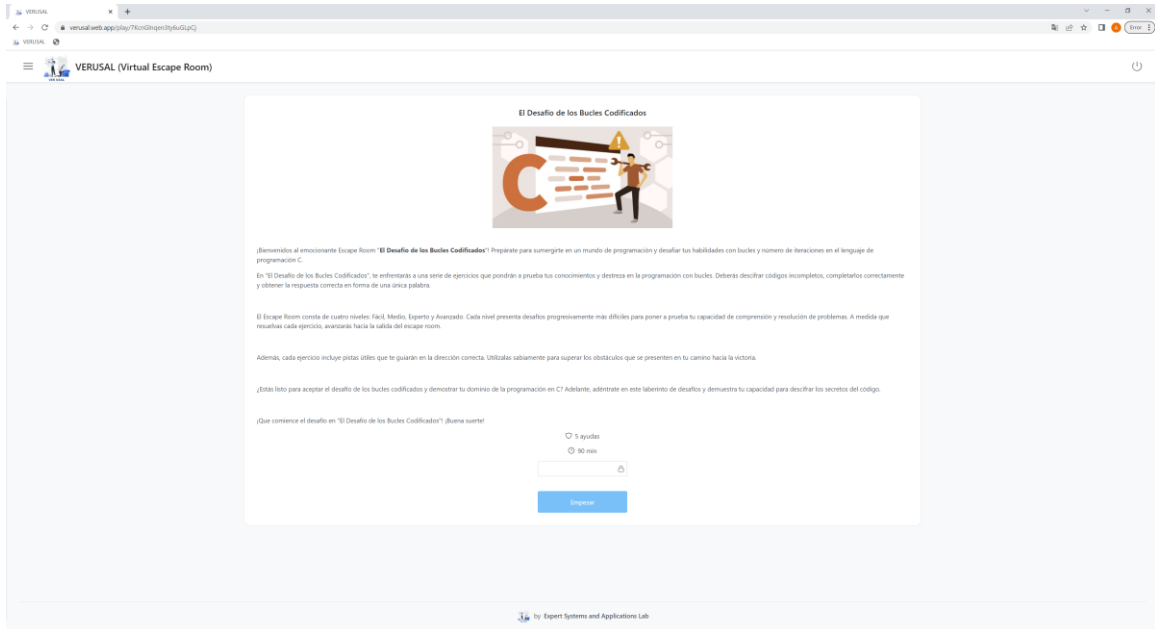 VERUSAL
verusal.web.app/play/7KcnGlnqen3ty6uGLpCj
Error
VERUSAL
VERUSAL (Virtual Escape Room)
VER USAL
El Desafío de los Bucles Codificados
C
¡Bienvenidos al emocionante Escape Room "El Desafío de los Bucles Codificados"! Prepárate para sumergirte en un mundo de programación y desafiar tus habilidades con bucles y número de iteraciones en el lenguaje de
programación C.
En "El Desafío de los Bucles Codificados", te enfrentarás a una serie de ejercicios que pondrán a prueba tus conocimientos y destreza en la programación con bucles. Deberás descifrar códigos incompletos, completarlos correctamente
y obtener la respuesta correcta en forma de una única palabra.
El Escape Room consta de cuatro niveles: Fácil, Medio, Experto y Avanzado. Cada nivel presenta desafíos progresivamente más difíciles para poner a prueba tu capacidad de comprensión y resolución de problemas. A medida que
resuelvas cada ejercicio, avanzarás hacia la salida del escape room.
Además, cada ejercicio incluye pistas útiles que te guiarán en la dirección correcta. Utilízalas sabiamente para superar los obstáculos que se presenten en tu camino hacia la victoria.
¿Estás listo para aceptar el desafío de los bucles codificados y demostrar tu dominio de la programación en C? Adelante, adéntrate en este laberinto de desafíos y demuestra tu capacidad para descifrar los secretos del código.
¡Que comience el desafío en "El Desafío de los Bucles Codificados"! ¡Buena suerte!
5 ayudas
90 min
Empezar
by Expert Systems and Applications Lab